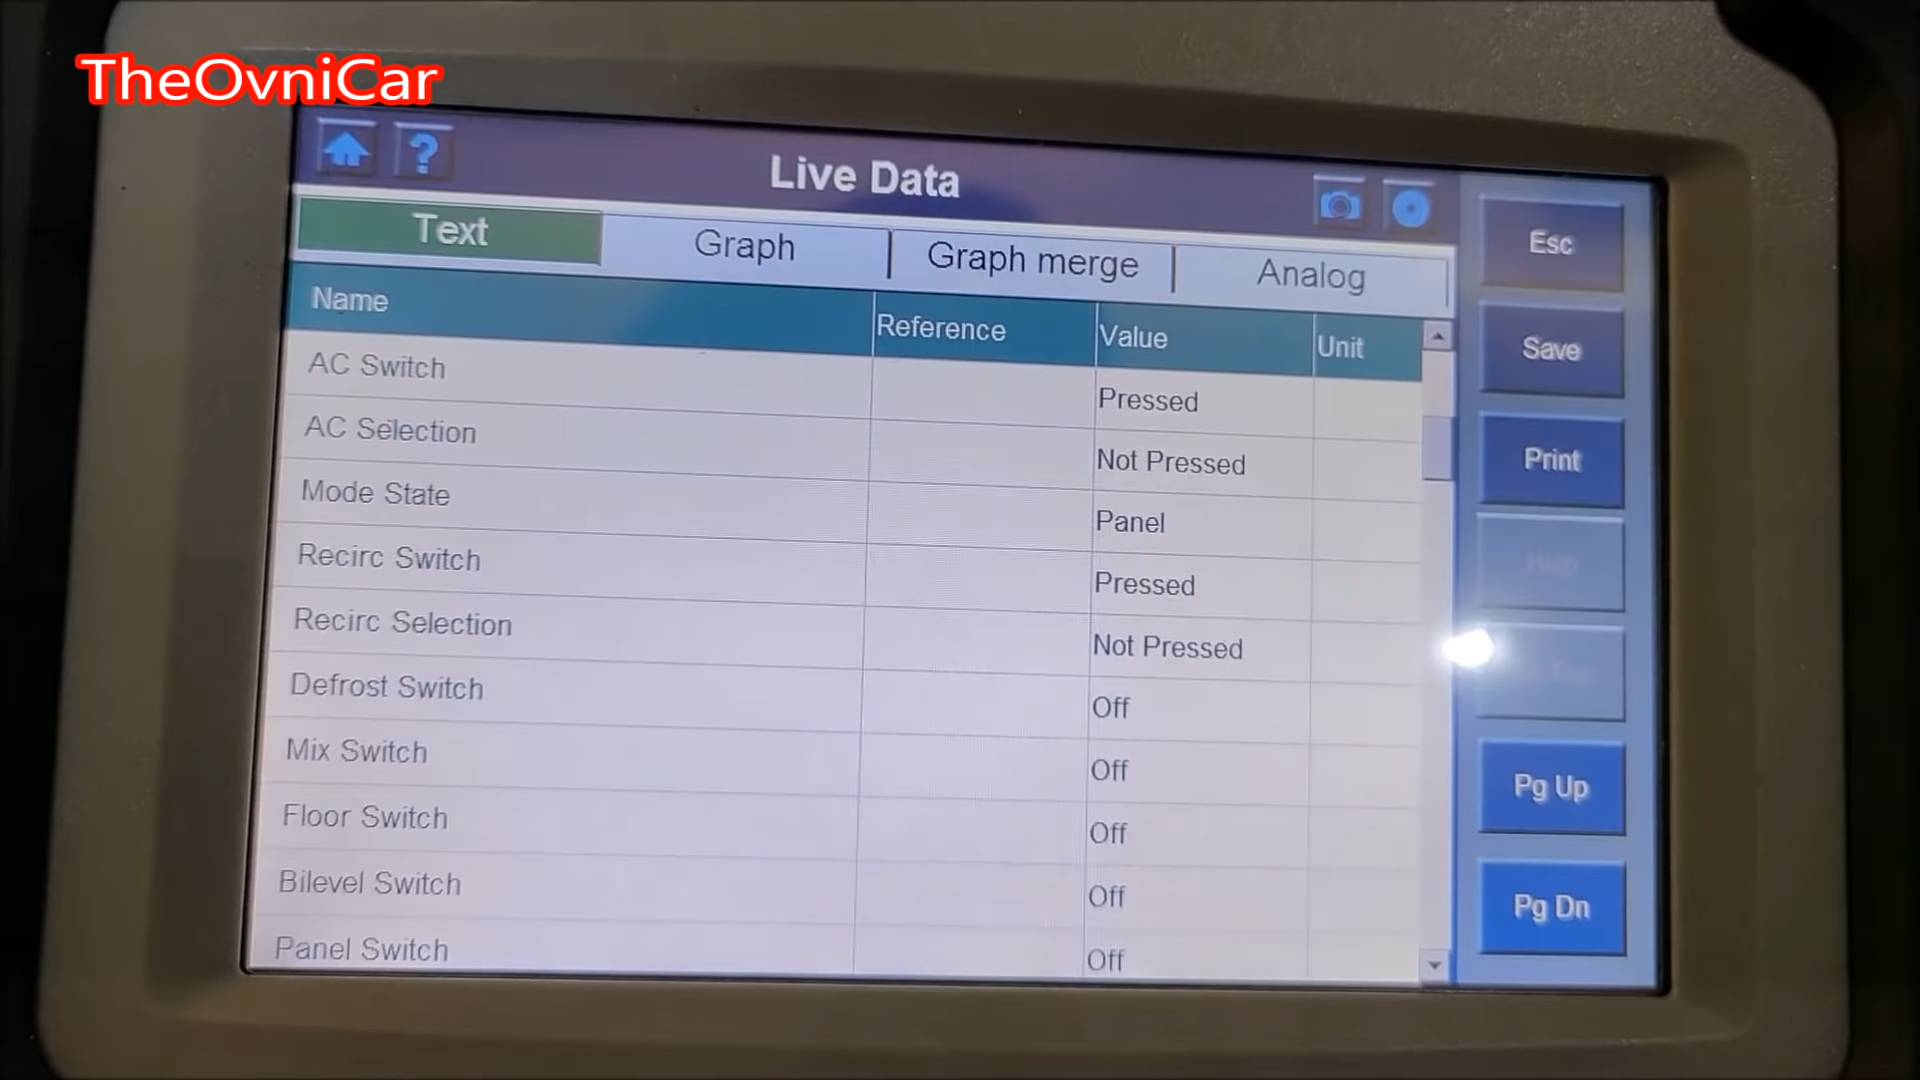 TheOvniCar
Live Data
Text Graph Graph merge Analog
Name Reference Value Unit
AC Switch Pressed
AC Selection Not Pressed
Mode State Panel
Recirc Switch Pressed
Recirc Selection Not Pressed
Defrost Switch Off
Mix Switch Off
Floor Switch Off
Bilevel Switch Off
Panel Switch Off
Esc
Save
Print
Pg Up
Pg Dn